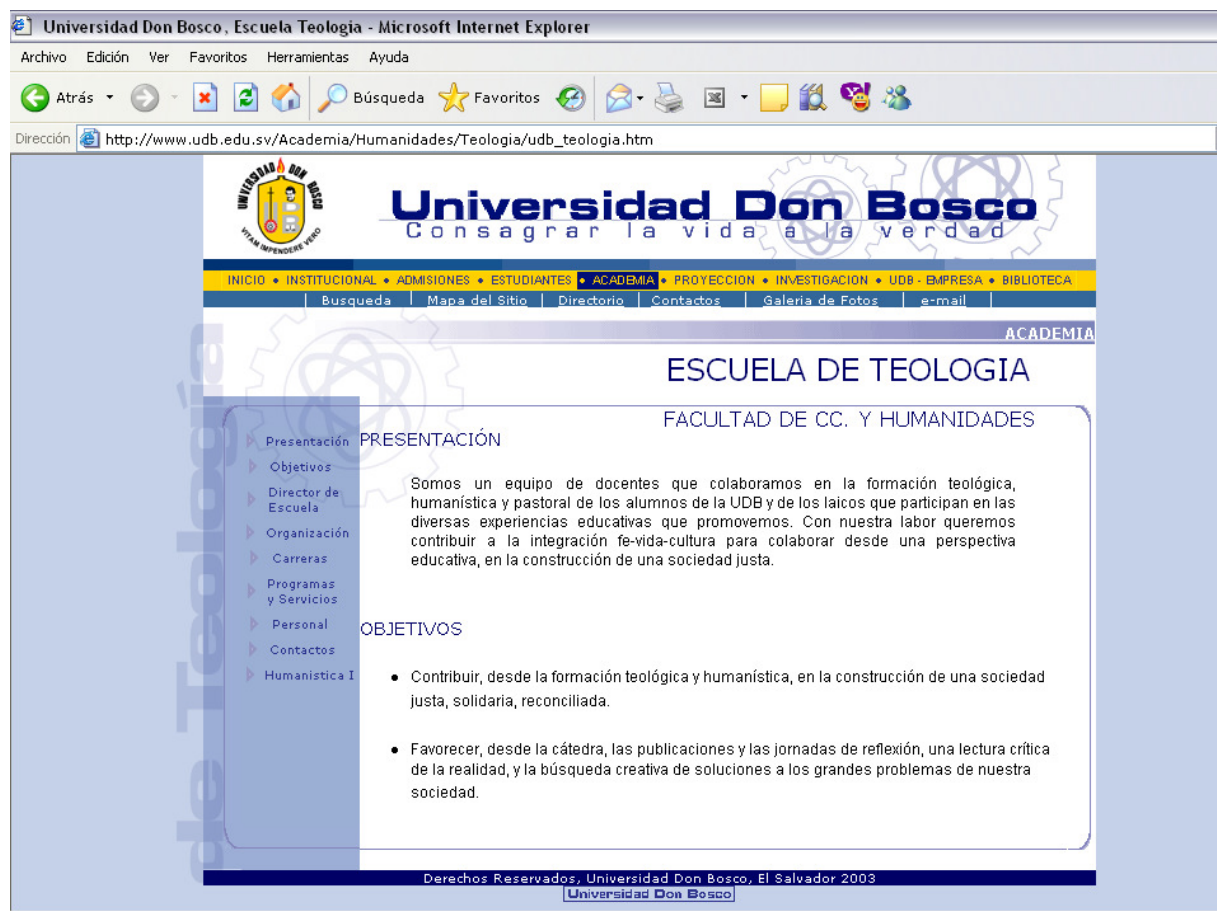 Universidad Don Bosco, Escuela Teologia - Microsoft Internet Explorer
Archivo Edición Ver Favoritos Herramientas Ayuda
Atrás Búsqueda Favoritos
Dirección http://www.udb.edu.sv/Academia/Humanidades/Teologia/udb_teologia.htm
UNIVERSIDAD DON BOSCO
VITAM IMPENDERE VERO
Universidad Don Bosco
Consagrar la vida a la verdad
INICIO • INSTITUCIONAL • ADMISIONES • ESTUDIANTES • ACADEMIA • PROYECCION • INVESTIGACION • UDB - EMPRESA • BIBLIOTECA
Busqueda | Mapa del Sitio | Directorio | Contactos | Galeria de Fotos | e-mail |
ACADEMIA
ESCUELA DE TEOLOGIA
FACULTAD DE CC. Y HUMANIDADES
de Teología
Presentación
Objetivos
Director de
Escuela
Organización
Carreras
Programas
y Servicios
Personal
Contactos
Humanistica I
PRESENTACIÓN
Somos un equipo de docentes que colaboramos en la formación teológica,
humanística y pastoral de los alumnos de la UDB y de los laicos que participan en las
diversas experiencias educativas que promovemos. Con nuestra labor queremos
contribuir a la integración fe-vida-cultura para colaborar desde una perspectiva
educativa, en la construcción de una sociedad justa.
OBJETIVOS
• Contribuir, desde la formación teológica y humanística, en la construcción de una sociedad
justa, solidaria, reconciliada.
• Favorecer, desde la cátedra, las publicaciones y las jornadas de reflexión, una lectura crítica
de la realidad, y la búsqueda creativa de soluciones a los grandes problemas de nuestra
sociedad.
Derechos Reservados, Universidad Don Bosco, El Salvador 2003
Universidad Don Bosco